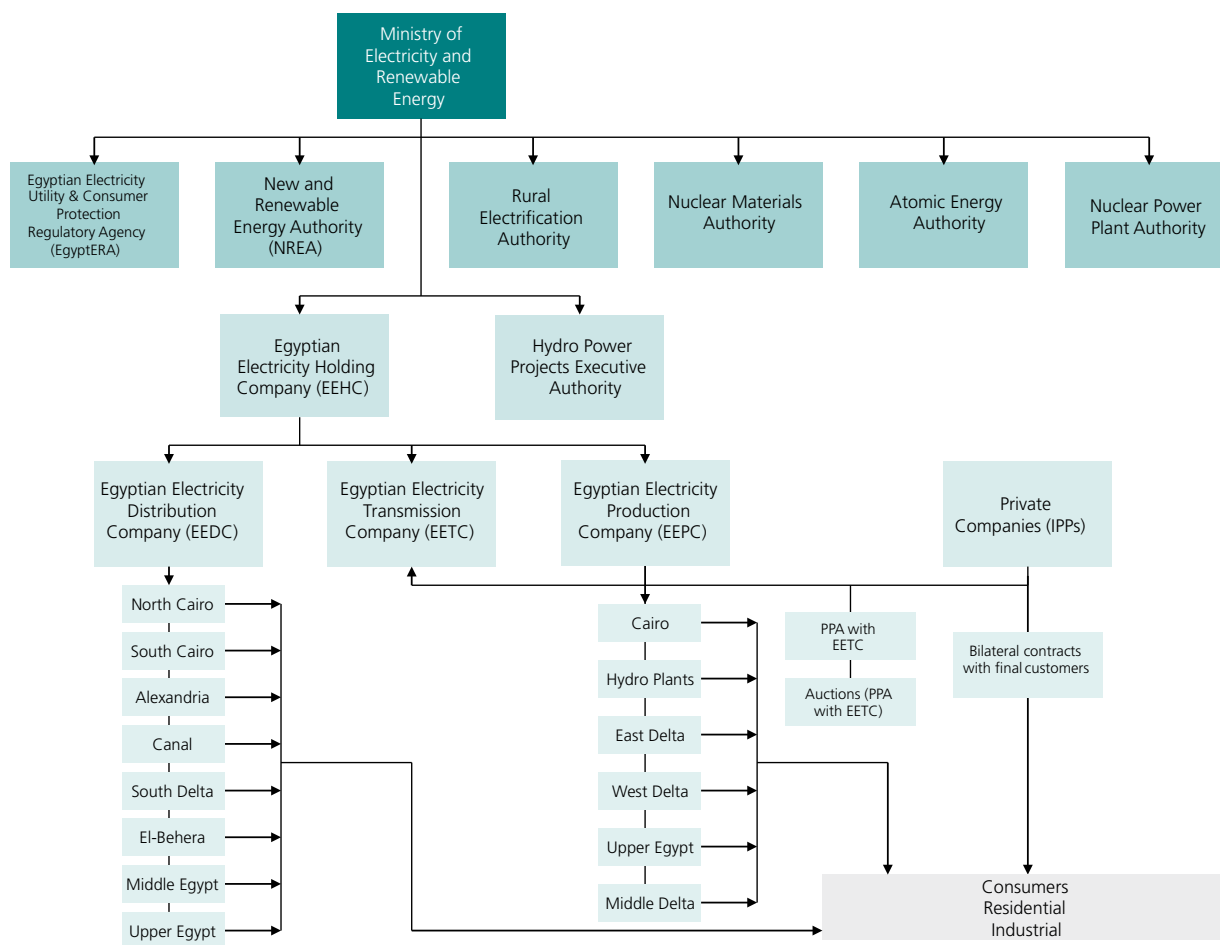 Ministry of
Electricity and
Renewable
Energy
Egyptian Electricity
Utility & Consumer
Protection
Regulatory Agency
(EgyptERA)
New and
Renewable
Energy Authority
(NREA)
Rural
Electrification
Authority
Nuclear Materials
Authority
Atomic Energy
Authority
Nuclear Power
Plant Authority
Egyptian
Electricity Holding
Company (EEHC)
Hydro Power
Projects Executive
Authority
Egyptian Electricity
Distribution
Company (EEDC)
Egyptian Electricity
Transmission
Company (EETC)
Egyptian Electricity
Production
Company (EEPC)
Private
Companies (IPPs)
North Cairo
South Cairo
Alexandria
Canal
South Delta
El-Behera
Middle Egypt
Upper Egypt
Cairo
Hydro Plants
East Delta
West Delta
Upper Egypt
Middle Delta
PPA with
EETC
Auctions (PPA
with EETC)
Bilateral contracts
with final customers
Consumers
Residential
Industrial